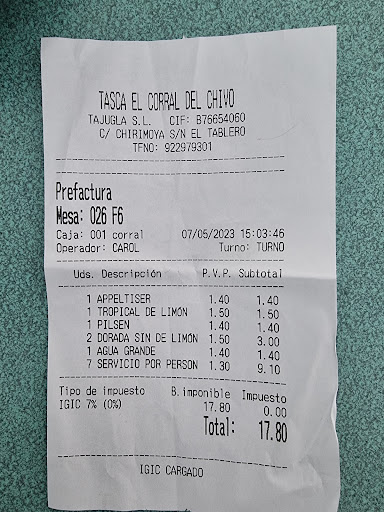 TASCA EL CORRAL DEL CHIVO
TAJUGLA S.L. CIF: B76654060
C/ CHIRIMOYA S/N EL TABLERO
TFNO: 922979301
Prefactura
Mesa: 026 F6
Caja: 001 corral 07/05/2023 15:03:46
Operador: CAROL Turno: TURNO
Uds. Descripción P.V.P. Subtotal
1 APPELTISER 1.40 1.40
1 TROPICAL DE LIMÓN 1.50 1.50
1 PILSEN 1.40 1.40
2 DORADA SIN DE LIMÓN 1.50 3.00
1 AGUA GRANDE 1.40 1.40
7 SERVICIO POR PERSON 1.30 9.10
Tipo de impuesto B.imponible Impuesto
IGIC 7% (0%) 17.80 0.00
Total: 17.80
IGIC CARGADO